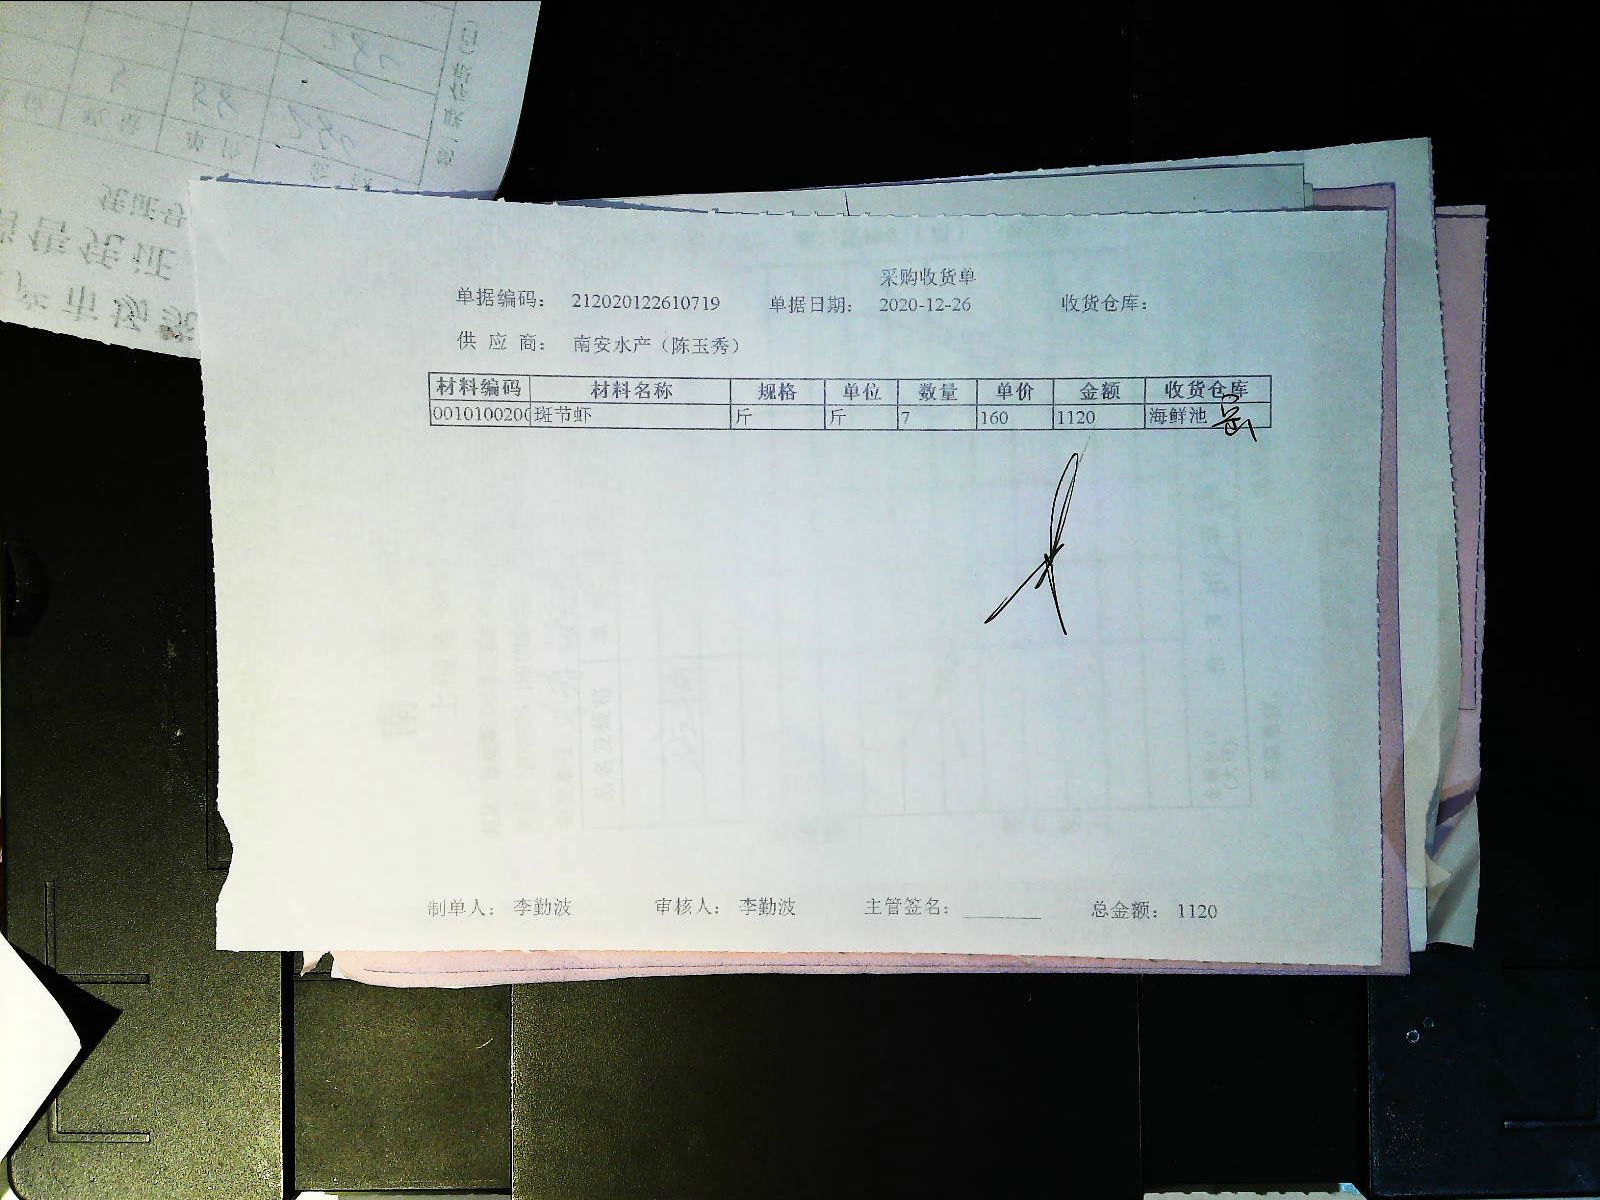 采购收货单
单据编码： 212020122610719 单据日期： 2020-12-26 收货仓库：
供 应 商： 南安水产（陈玉秀）
材料编码 材料名称 规格 单位 数量 单价 金额 收货仓库
0010100200 斑节虾 斤 斤 7 160 1120 海鲜池
制单人： 李勤波 审核人： 李勤波 主管签名： 总金额： 1120